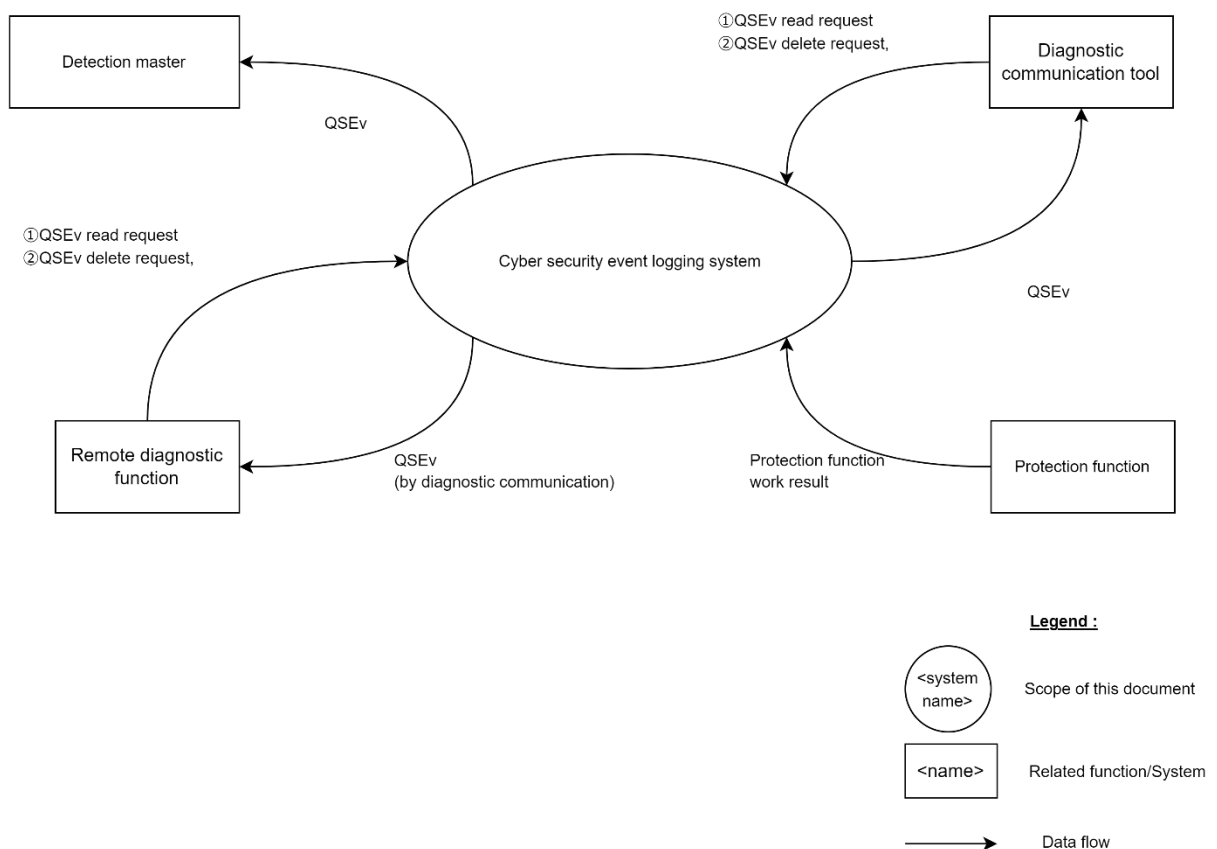 ①QSEv read request
②QSEv delete request,
Detection master
Diagnostic
communication tool
QSEv
①QSEv read request
②QSEv delete request,
Cyber security event logging system
QSEv
Remote diagnostic
function
QSEv
(by diagnostic communication)
Protection function
work result
Protection function
Legend :
<system
name>
Scope of this document
<name>
Related function/System
Data flow